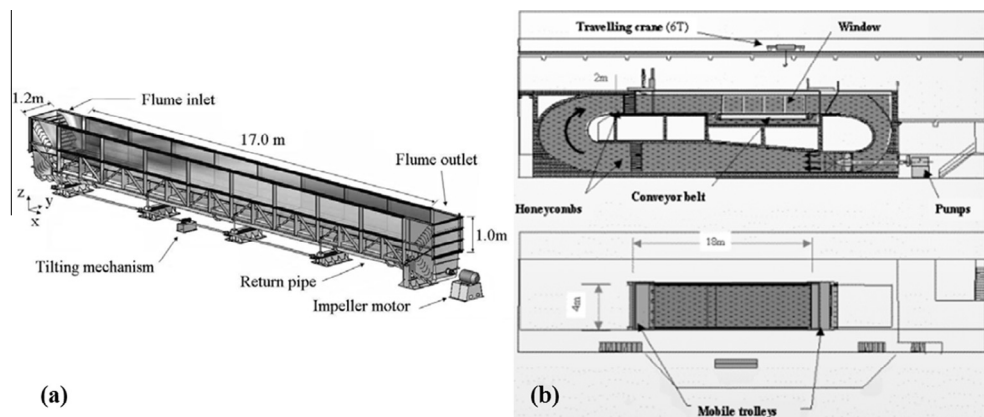 1.2m
Flume inlet
17.0 m
Flume outlet
z
y
x
1.0m
Tilting mechanism
Return pipe
Impeller motor
(a)
Travelling crane (6T)
Window
2m
Honeycombs
Conveyor belt
Pumps
18m
4m
Mobile trolleys
(b)